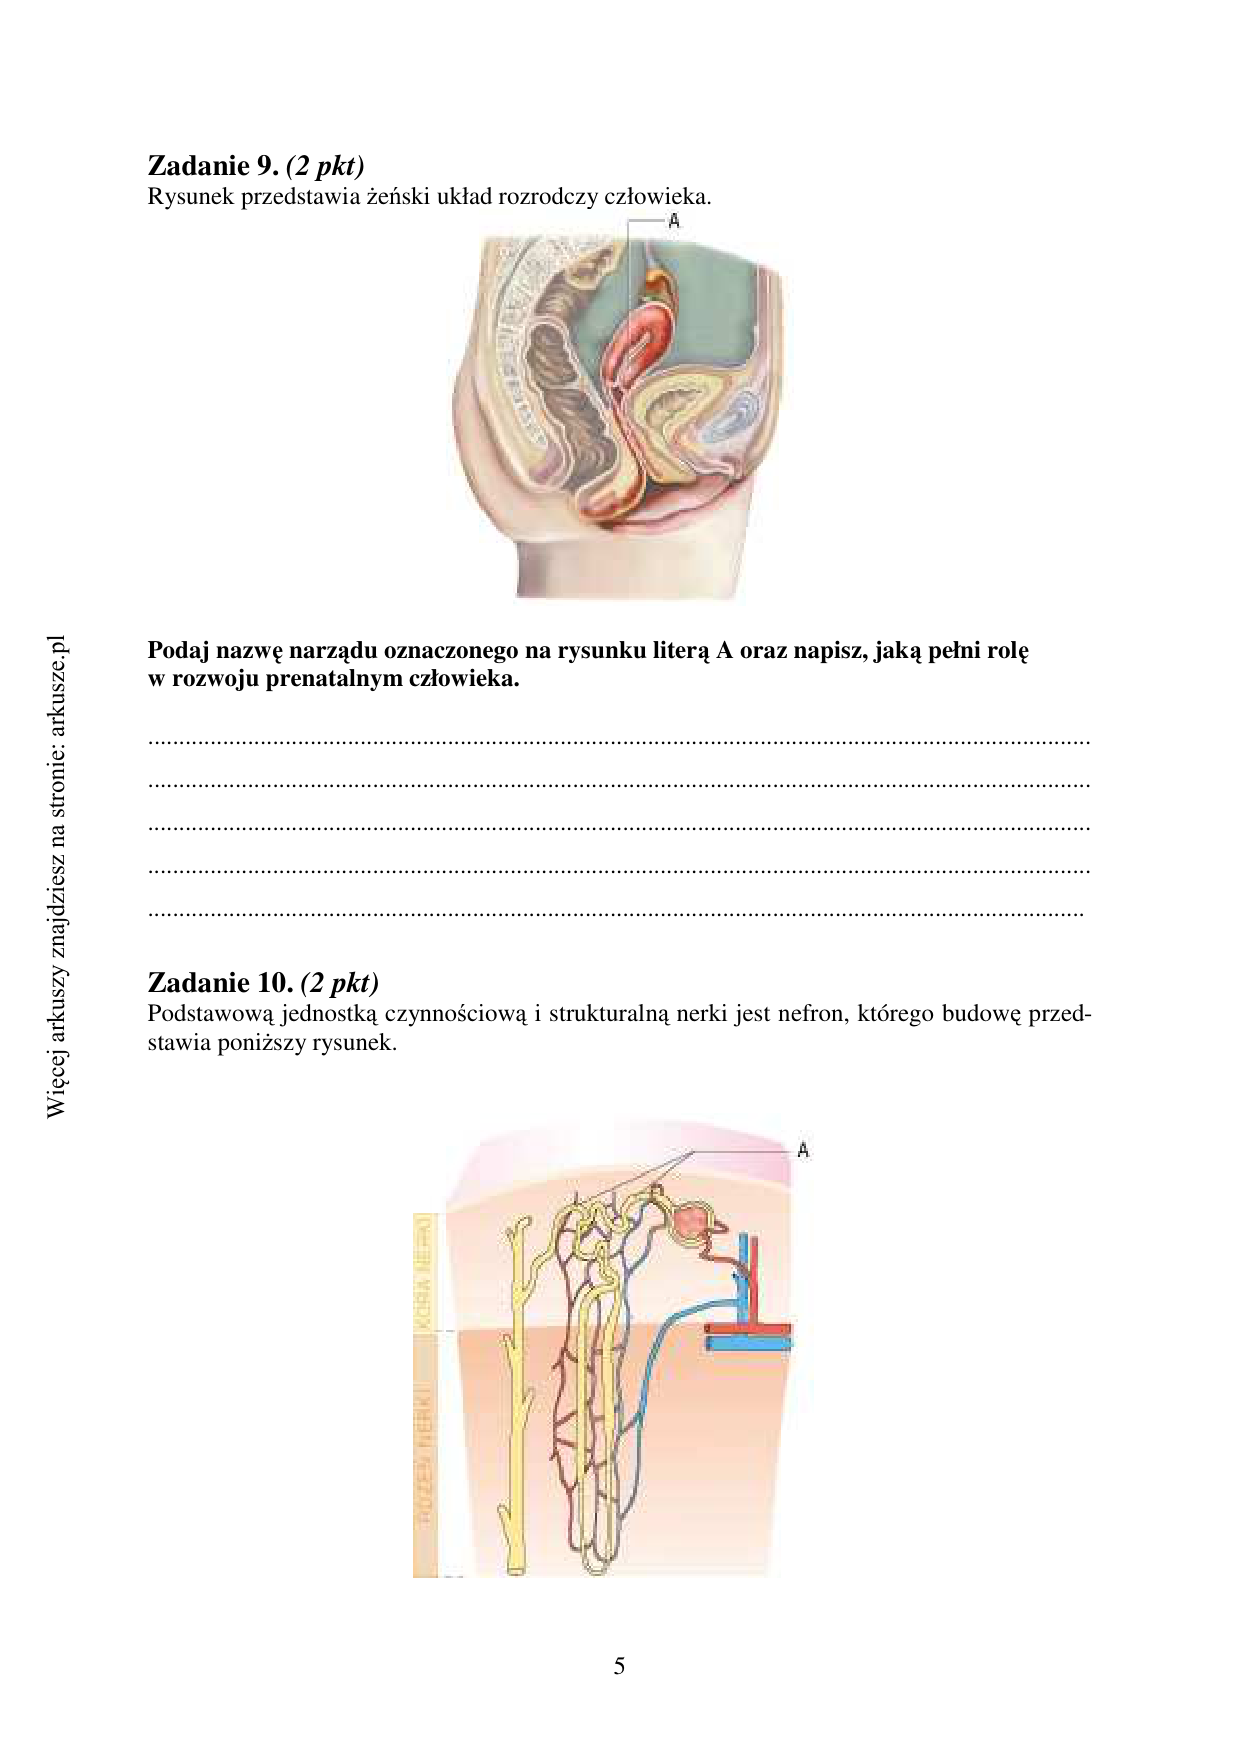 Zadanie 9. (2 pkt)
Rysunek przedstawia żeński układ rozrodczy człowieka.
A
Podaj nazwę narządu oznaczonego na rysunku literą A oraz napisz, jaką pełni rolę
w rozwoju prenatalnym człowieka.
....................................................................................................................................................
....................................................................................................................................................
....................................................................................................................................................
....................................................................................................................................................
...................................................................................................................................................
Zadanie 10. (2 pkt)
Podstawową jednostką czynnościową i strukturalną nerki jest nefron, którego budowę przed-
stawia poniższy rysunek.
A
KORA NERKI
RDZEŃ NERKI
5
Więcej arkuszy znajdziesz na stronie: arkusze.pl